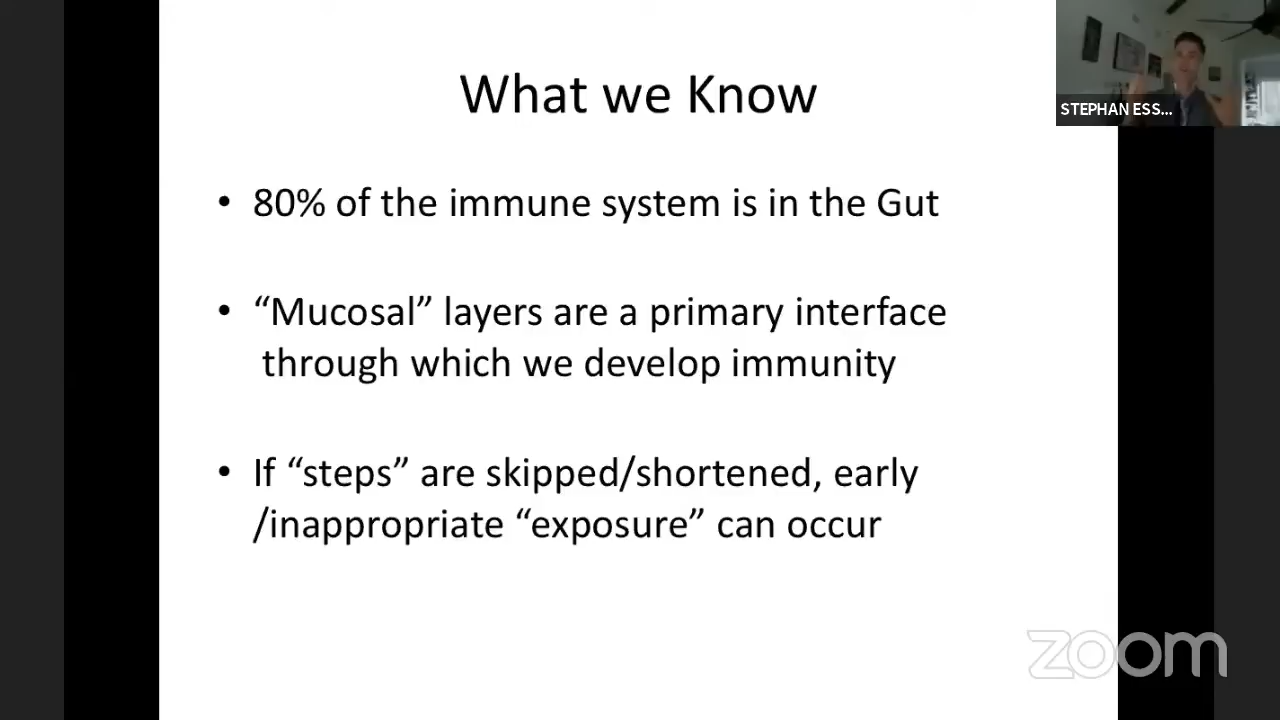 STEPHAN ESS...
What we Know
• 80% of the immune system is in the Gut
• “Mucosal” layers are a primary interface
through which we develop immunity
• If “steps” are skipped/shortened, early
/inappropriate “exposure” can occur
zoom